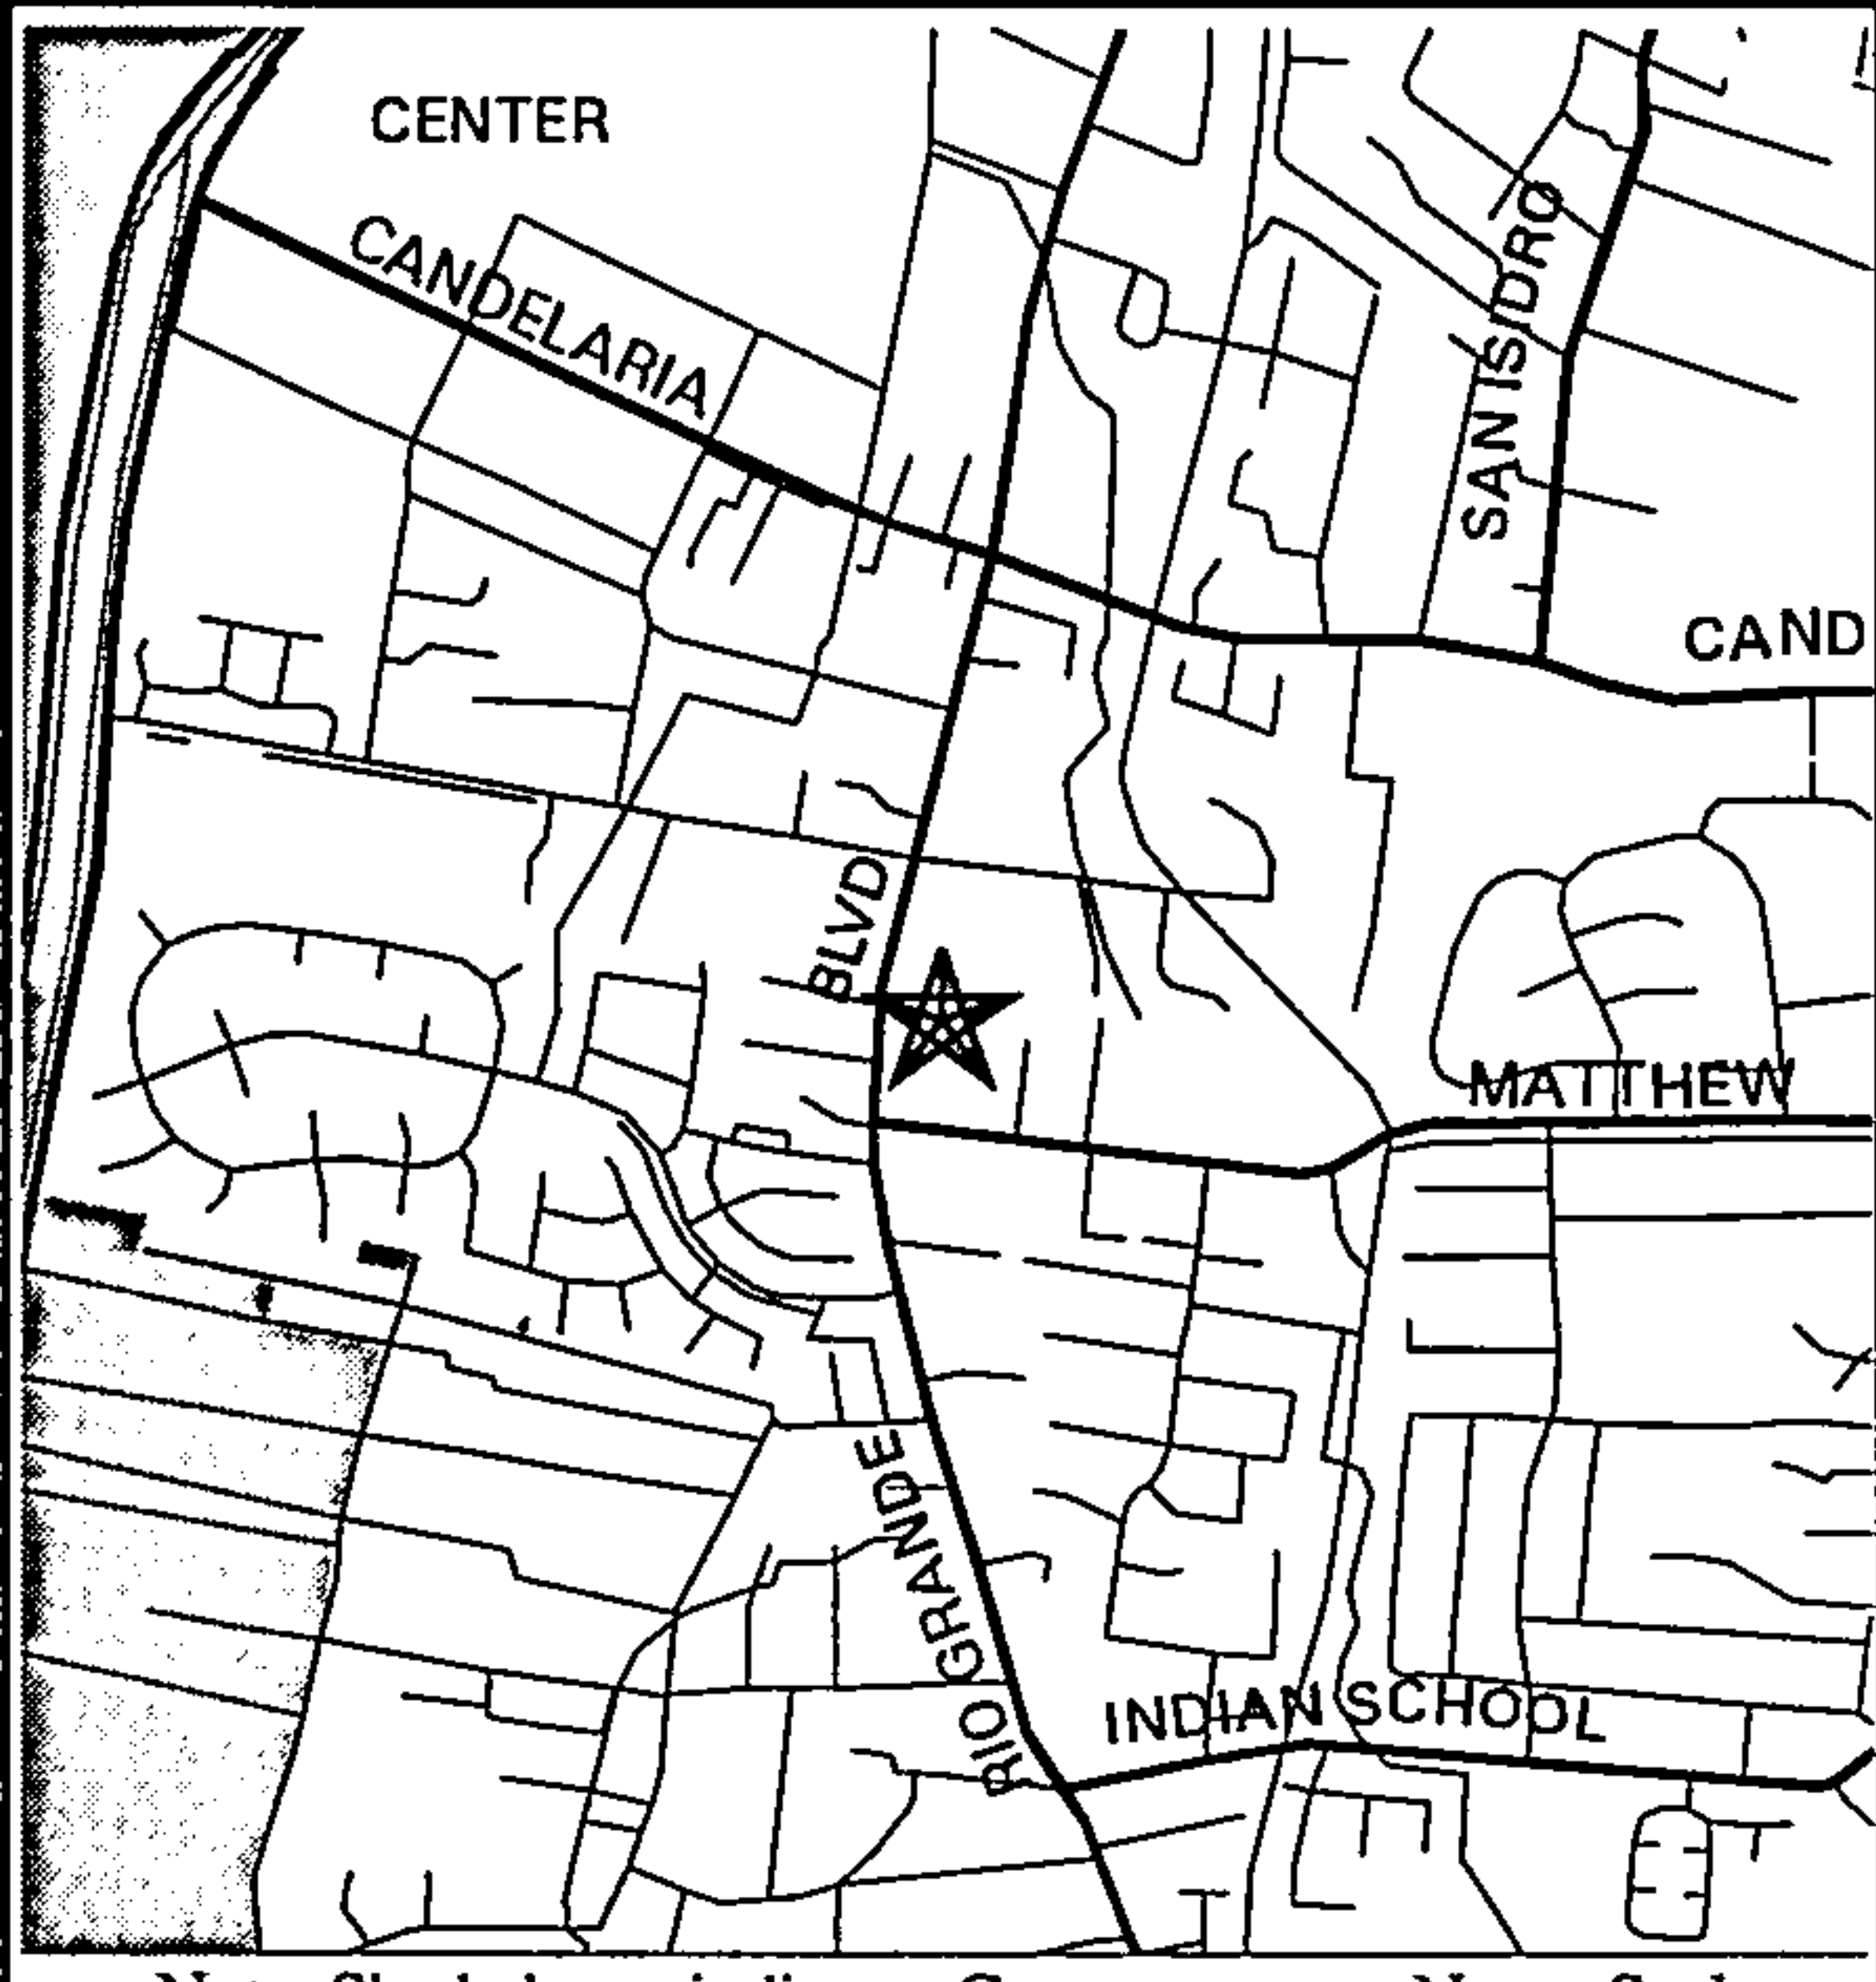 CENTER
CANDELARIA
SAN ISIDRO
CAND
BLVD
MATTHEW
RIO GRANDE
INDIAN SCHOOL